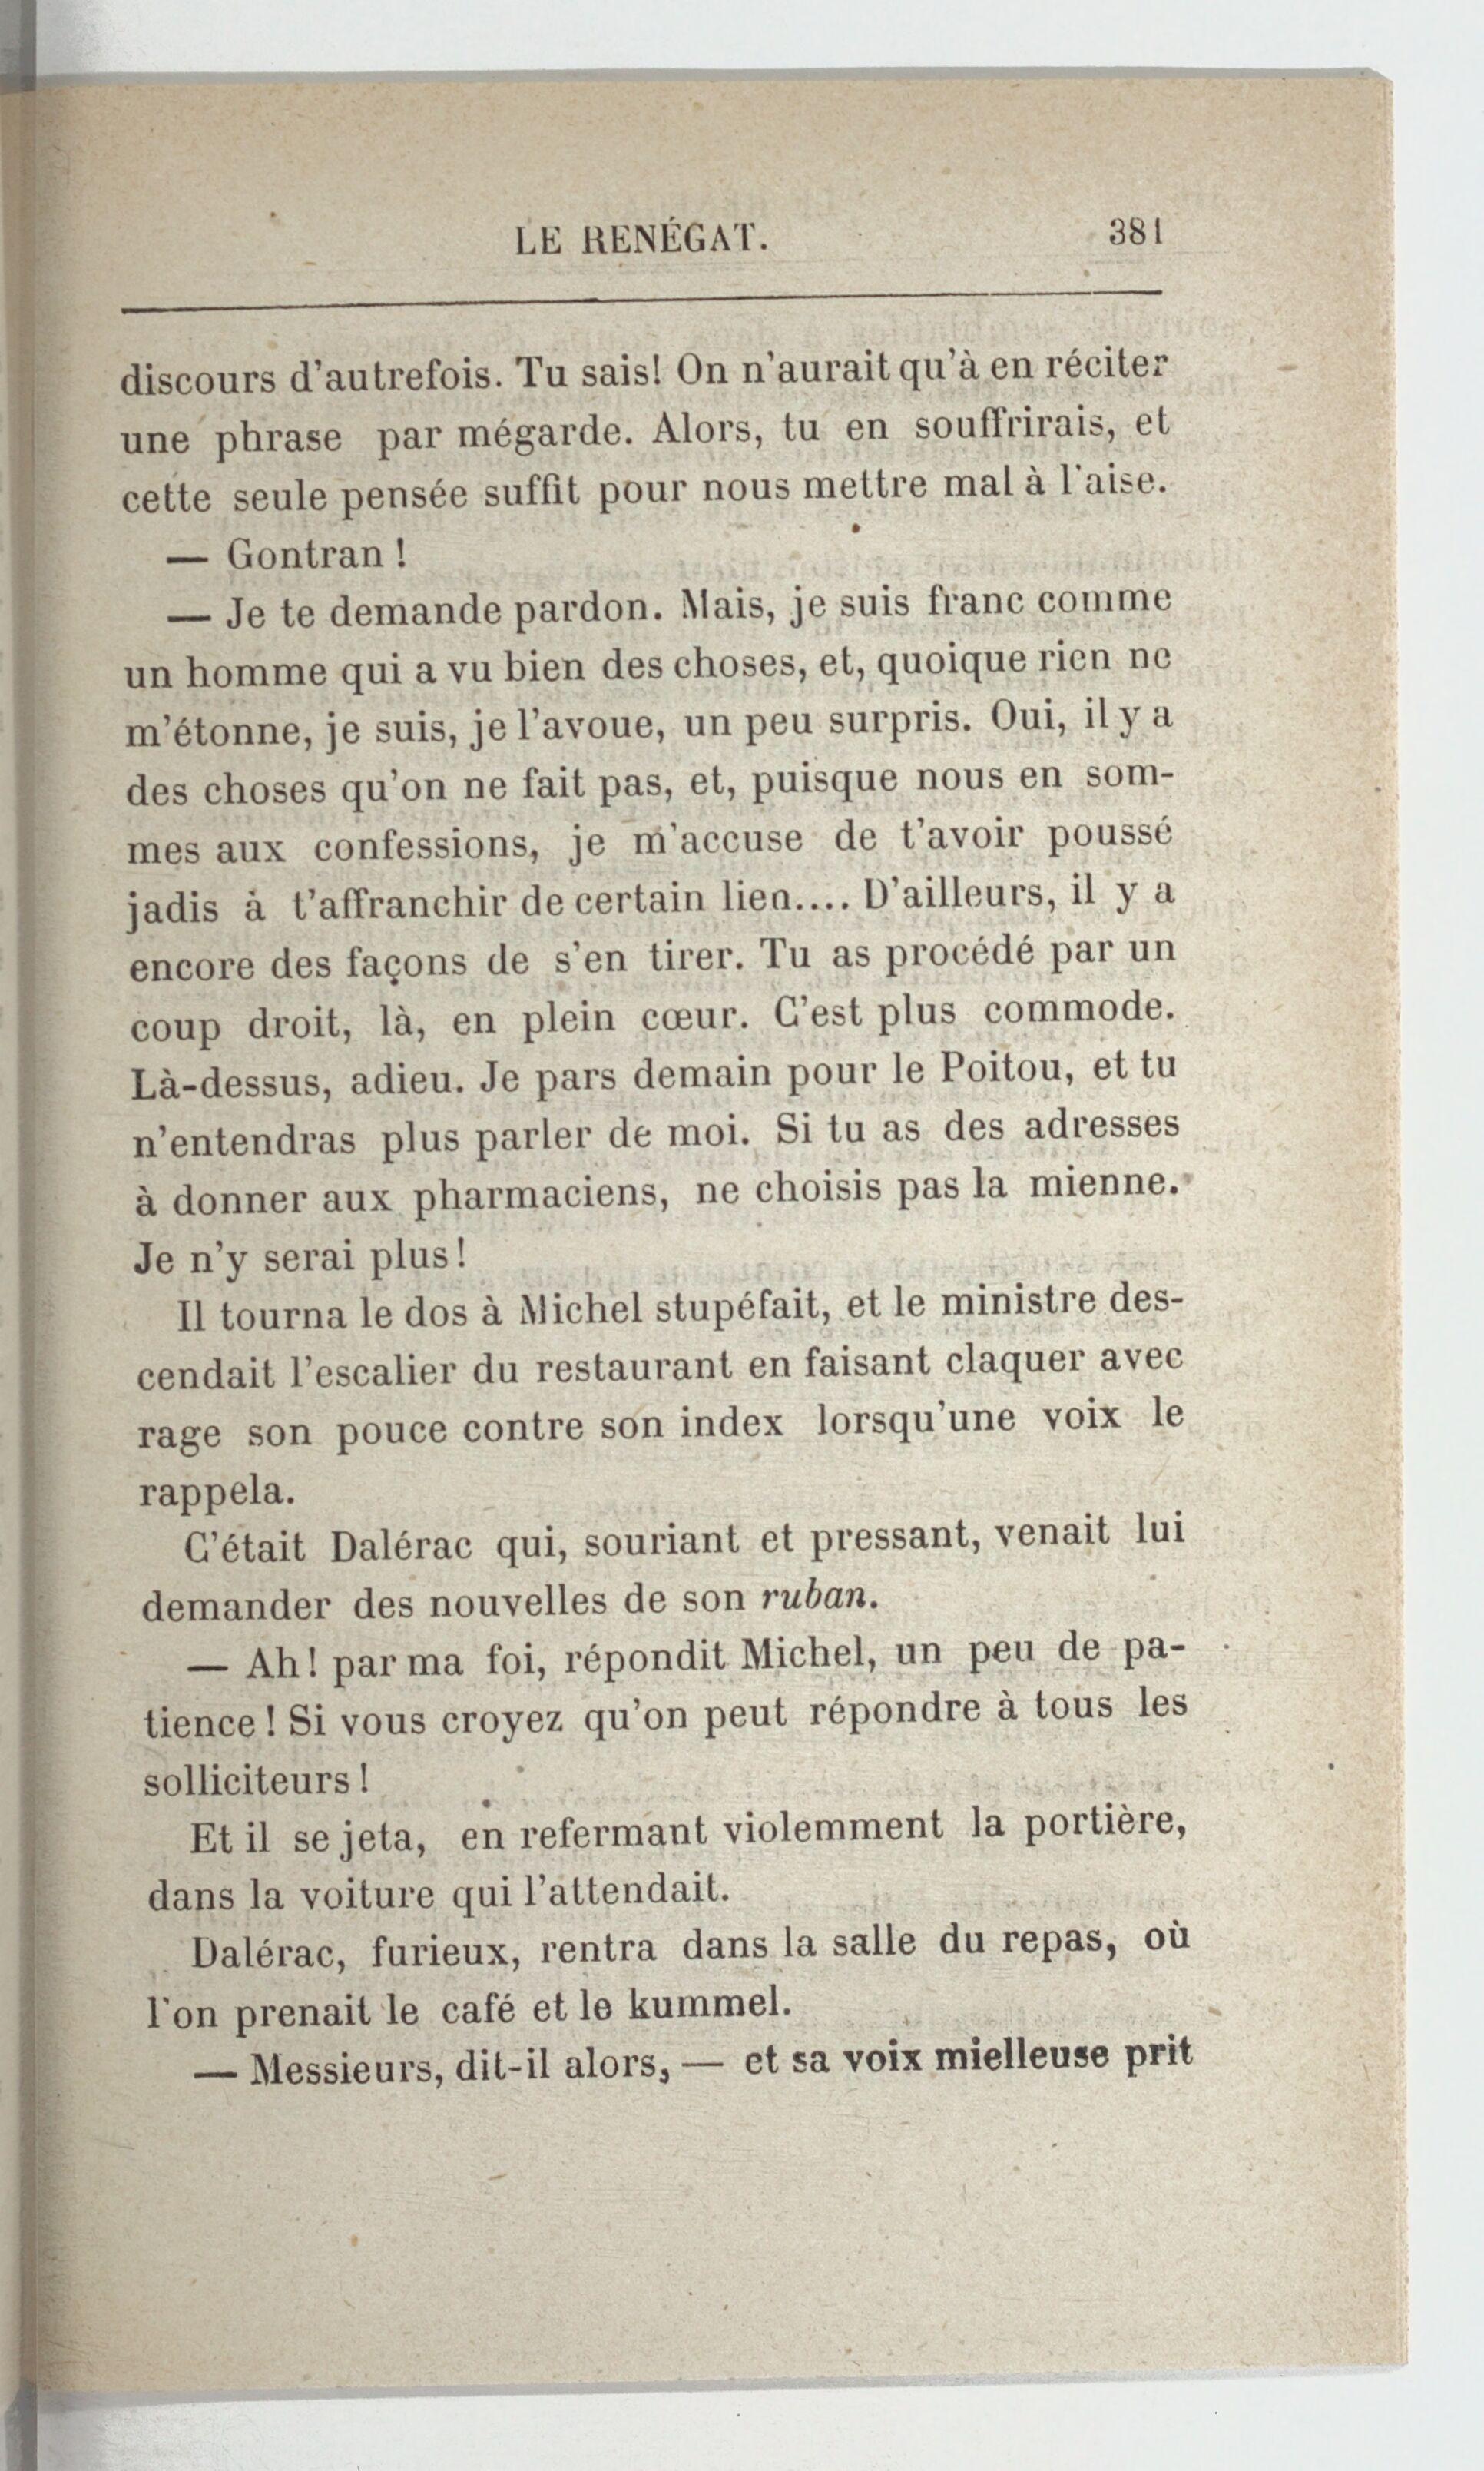 LE RENÉGAT. 381
discours d'autrefois. Tu sais! On n'aurait qu'à en réciter
une phrase par mégarde. Alors, tu en souffrirais, et
cette seule pensée suffit pour nous mettre mal à l'aise.
— Gontran !
— Je te demande pardon. Mais, je suis franc comme
un homme qui a vu bien des choses, et, quoique rien ne
m'étonne, je suis, je l'avoue, un peu surpris. Oui, il y a
des choses qu'on ne fait pas, et, puisque nous en som-
mes aux confessions, je m'accuse de t'avoir poussé
jadis à t'affranchir de certain lien.... D'ailleurs, il y a
encore des façons de s'en tirer. Tu as procédé par un
coup droit, là, en plein cœur. C'est plus commode.
Là-dessus, adieu. Je pars demain pour le Poitou, et tu
n'entendras plus parler de moi. Si tu as des adresses
à donner aux pharmaciens, ne choisis pas la mienne.
Je n'y serai plus!
Il tourna le dos à Michel stupéfait, et le ministre des-
cendait l'escalier du restaurant en faisant claquer avec
rage son pouce contre son index lorsqu'une voix le
rappela.
C'était Dalérac qui, souriant et pressant, venait lui
demander des nouvelles de son ruban.
— Ah! par ma foi, répondit Michel, un peu de pa-
tience ! Si vous croyez qu'on peut répondre à tous les
solliciteurs !
Et il se jeta, en refermant violemment la portière,
dans la voiture qui l'attendait.
Dalérac, furieux, rentra dans la salle du repas, où
l'on prenait le café et le kummel.
— Messieurs, dit-il alors, — et sa voix mielleuse prit